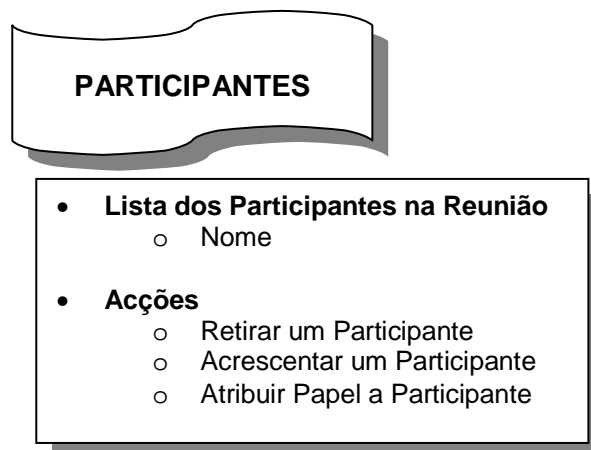 PARTICIPANTES
• Lista dos Participantes na Reunião
o Nome
• Acções
o Retirar um Participante
o Acrescentar um Participante
o Atribuir Papel a Participante